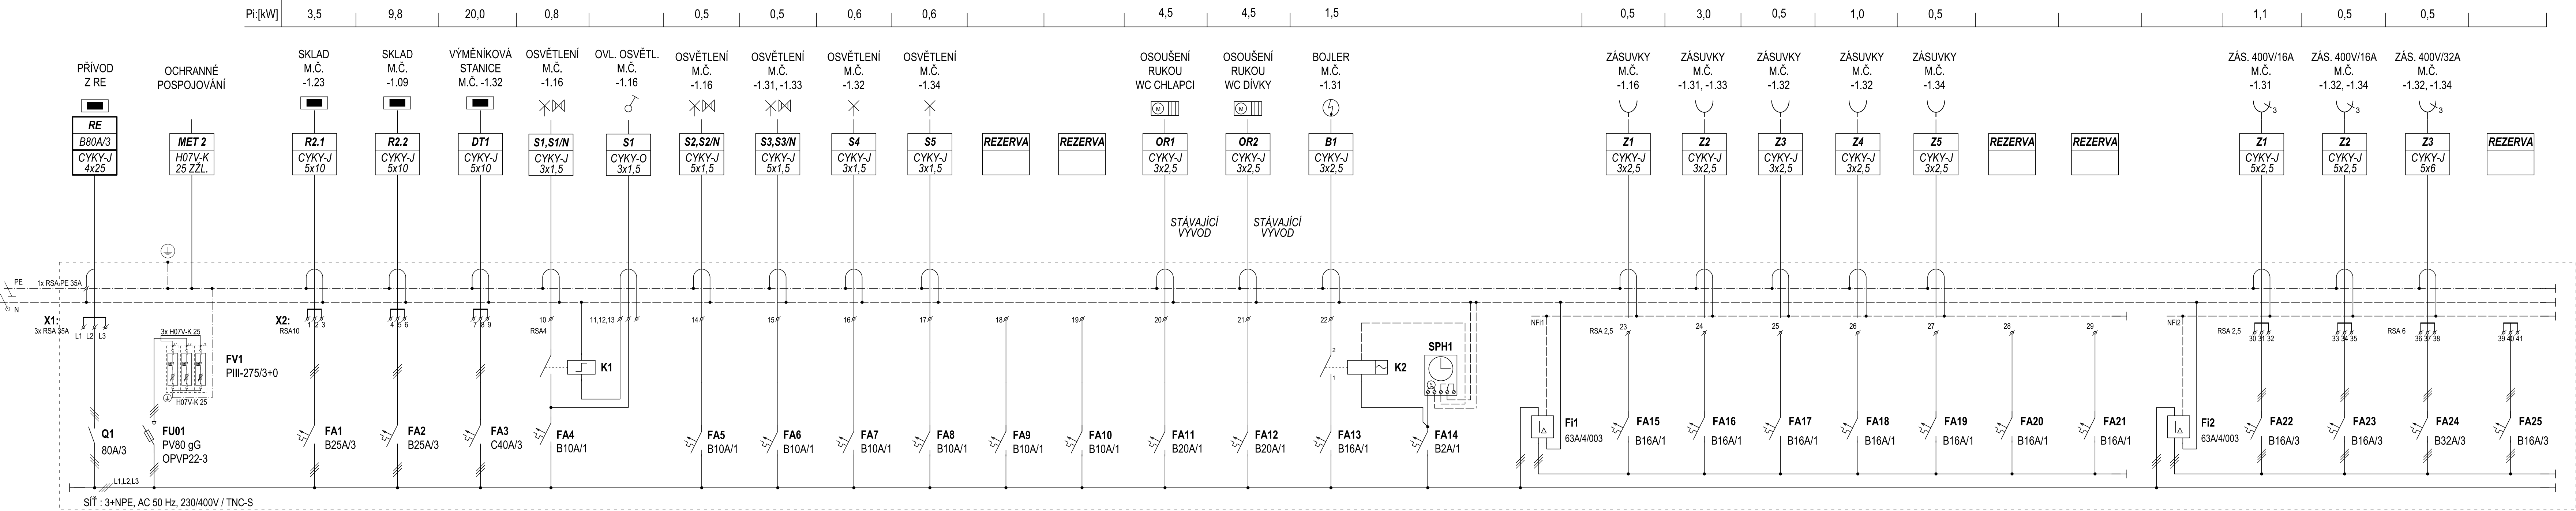 Pi:[kW] 3,5 9,8 20,0 0,8 0,5 0,5 0,6 0,6 4,5 4,5 1,5 0,5 3,0 0,5 1,0 0,5 1,1 0,5 0,5
PŘÍVOD
Z RE
RE
B80A/3
CYKY-J
4x25
OCHRANNÉ
POSPOJOVÁNÍ
MET 2
H07V-K
25 ZŽL.
SKLAD
M.Č.
-1.23
R2.1
CYKY-J
5x10
SKLAD
M.Č.
-1.09
R2.2
CYKY-J
5x10
VÝMĚNÍKOVÁ
STANICE
M.Č. -1.32
DT1
CYKY-J
5x10
OSVĚTLENÍ
M.Č.
-1.16
S1,S1/N
CYKY-J
3x1,5
OVL. OSVĚTL.
M.Č.
-1.16
S1
CYKY-O
3x1,5
OSVĚTLENÍ
M.Č.
-1.16
S2,S2/N
CYKY-J
5x1,5
OSVĚTLENÍ
M.Č.
-1.31, -1.33
S3,S3/N
CYKY-J
5x1,5
OSVĚTLENÍ
M.Č.
-1.32
S4
CYKY-J
3x1,5
OSVĚTLENÍ
M.Č.
-1.34
S5
CYKY-J
3x1,5
REZERVA
REZERVA
OSOUŠENÍ
RUKOU
WC CHLAPCI
M
OR1
CYKY-J
3x2,5
STÁVAJÍCÍ
VÝVOD
OSOUŠENÍ
RUKOU
WC DÍVKY
M
OR2
CYKY-J
3x2,5
STÁVAJÍCÍ
VÝVOD
BOJLER
M.Č.
-1.31
B1
CYKY-J
3x2,5
ZÁSUVKY
M.Č.
-1.16
Z1
CYKY-J
3x2,5
ZÁSUVKY
M.Č.
-1.31, -1.33
Z2
CYKY-J
3x2,5
ZÁSUVKY
M.Č.
-1.32
Z3
CYKY-J
3x2,5
ZÁSUVKY
M.Č.
-1.32
Z4
CYKY-J
3x2,5
ZÁSUVKY
M.Č.
-1.34
Z5
CYKY-J
3x2,5
REZERVA
REZERVA
ZÁS. 400V/16A
M.Č.
-1.31
3
Z1
CYKY-J
5x2,5
ZÁS. 400V/16A
M.Č.
-1.32, -1.34
3
Z2
CYKY-J
5x2,5
ZÁS. 400V/32A
M.Č.
-1.32, -1.34
3
Z3
CYKY-J
5x6
REZERVA
PE
1x RSA PE 35A
N
X1:
3x RSA 35A
L1 L2 L3
3x H07V-K 25
H07V-K 25
FV1
PIII-275/3+0
X2:
RSA10
1 2 3
4 5 6
7 8 9
10
RSA4
11,12,13
14
15
16
17
18
19
20
21
22
NFi1
RSA 2,5
23
24
25
26
27
28
29
NFi2
RSA 2,5
30 31 32
33 34 35
RSA 6
36 37 38
39 40 41
K1
2
1
K2
SPH1
Q1
80A/3
FU01
PV80 gG
OPVP22-3
FA1
B25A/3
FA2
B25A/3
FA3
C40A/3
FA4
B10A/1
FA5
B10A/1
FA6
B10A/1
FA7
B10A/1
FA8
B10A/1
FA9
B10A/1
FA10
B10A/1
FA11
B20A/1
FA12
B20A/1
FA13
B16A/1
FA14
B2A/1
Fi1
63A/4/003
FA15
B16A/1
FA16
B16A/1
FA17
B16A/1
FA18
B16A/1
FA19
B16A/1
FA20
B16A/1
FA21
B16A/1
Fi2
63A/4/003
FA22
B16A/3
FA23
B16A/3
FA24
B32A/3
FA25
B16A/3
L1,L2,L3
SÍŤ : 3+NPE, AC 50 Hz, 230/400V / TNC-S